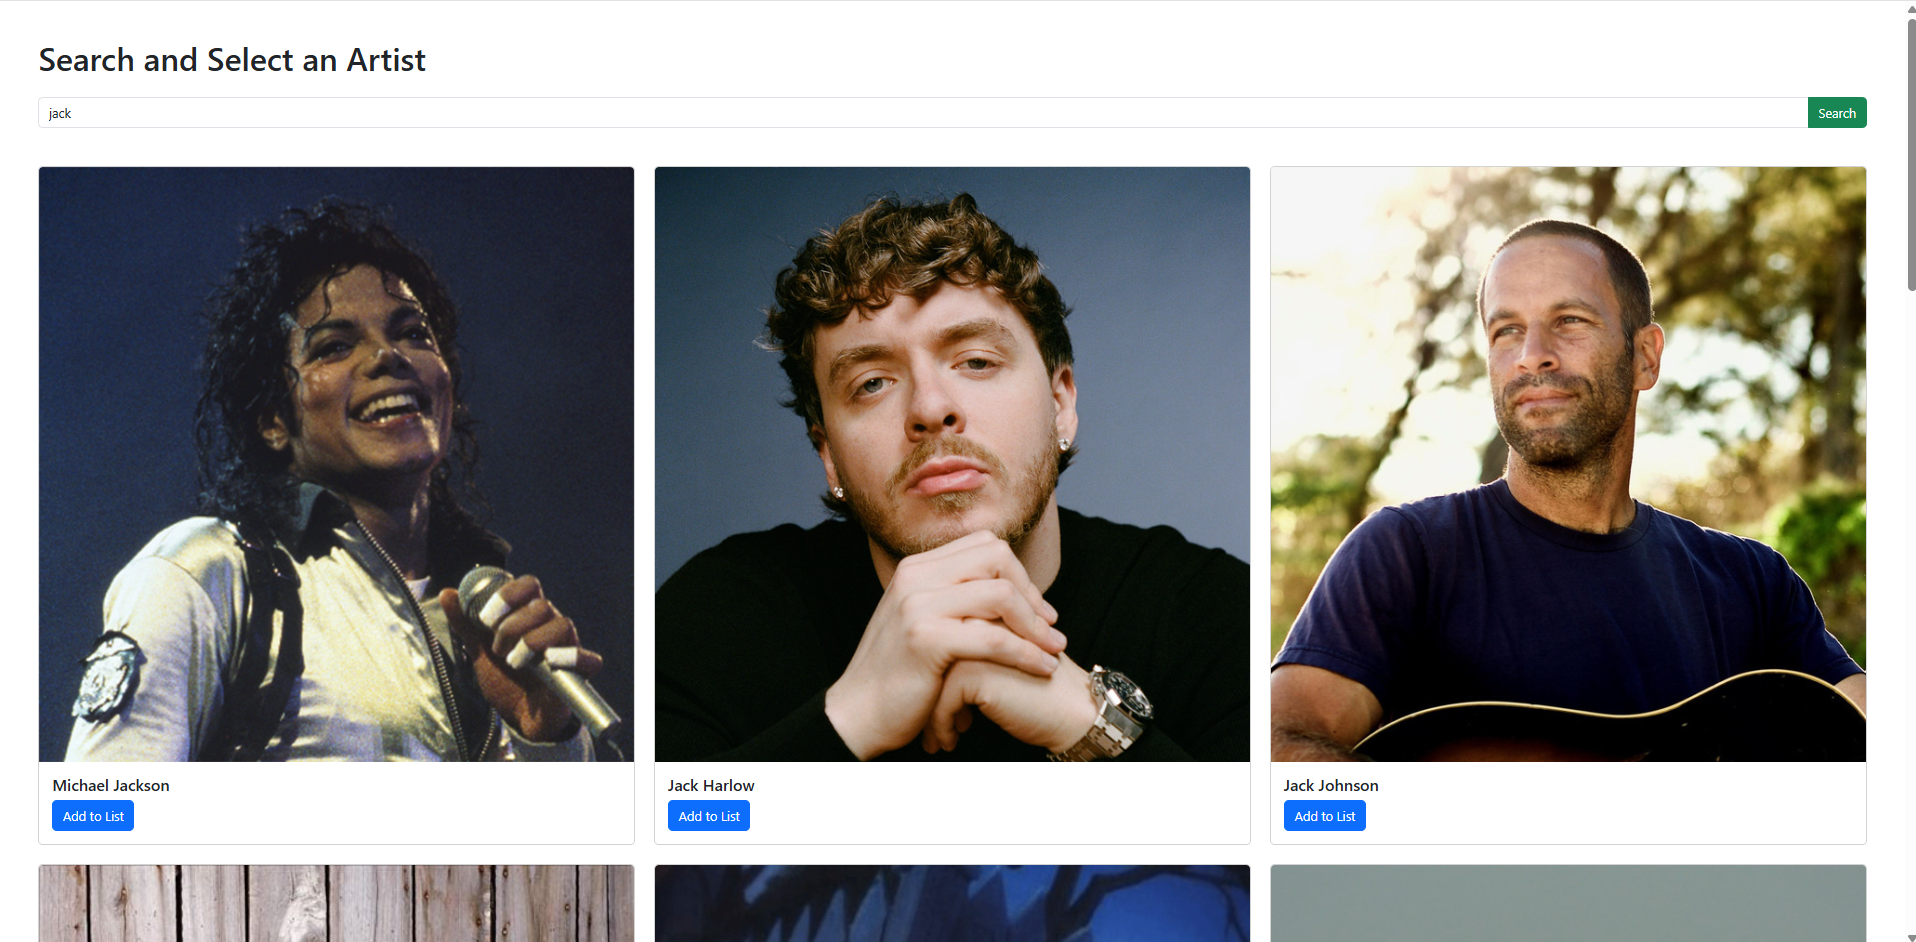 Search and Select an Artist
jack
Search
Michael Jackson
Add to List
Jack Harlow
Add to List
Jack Johnson
Add to List